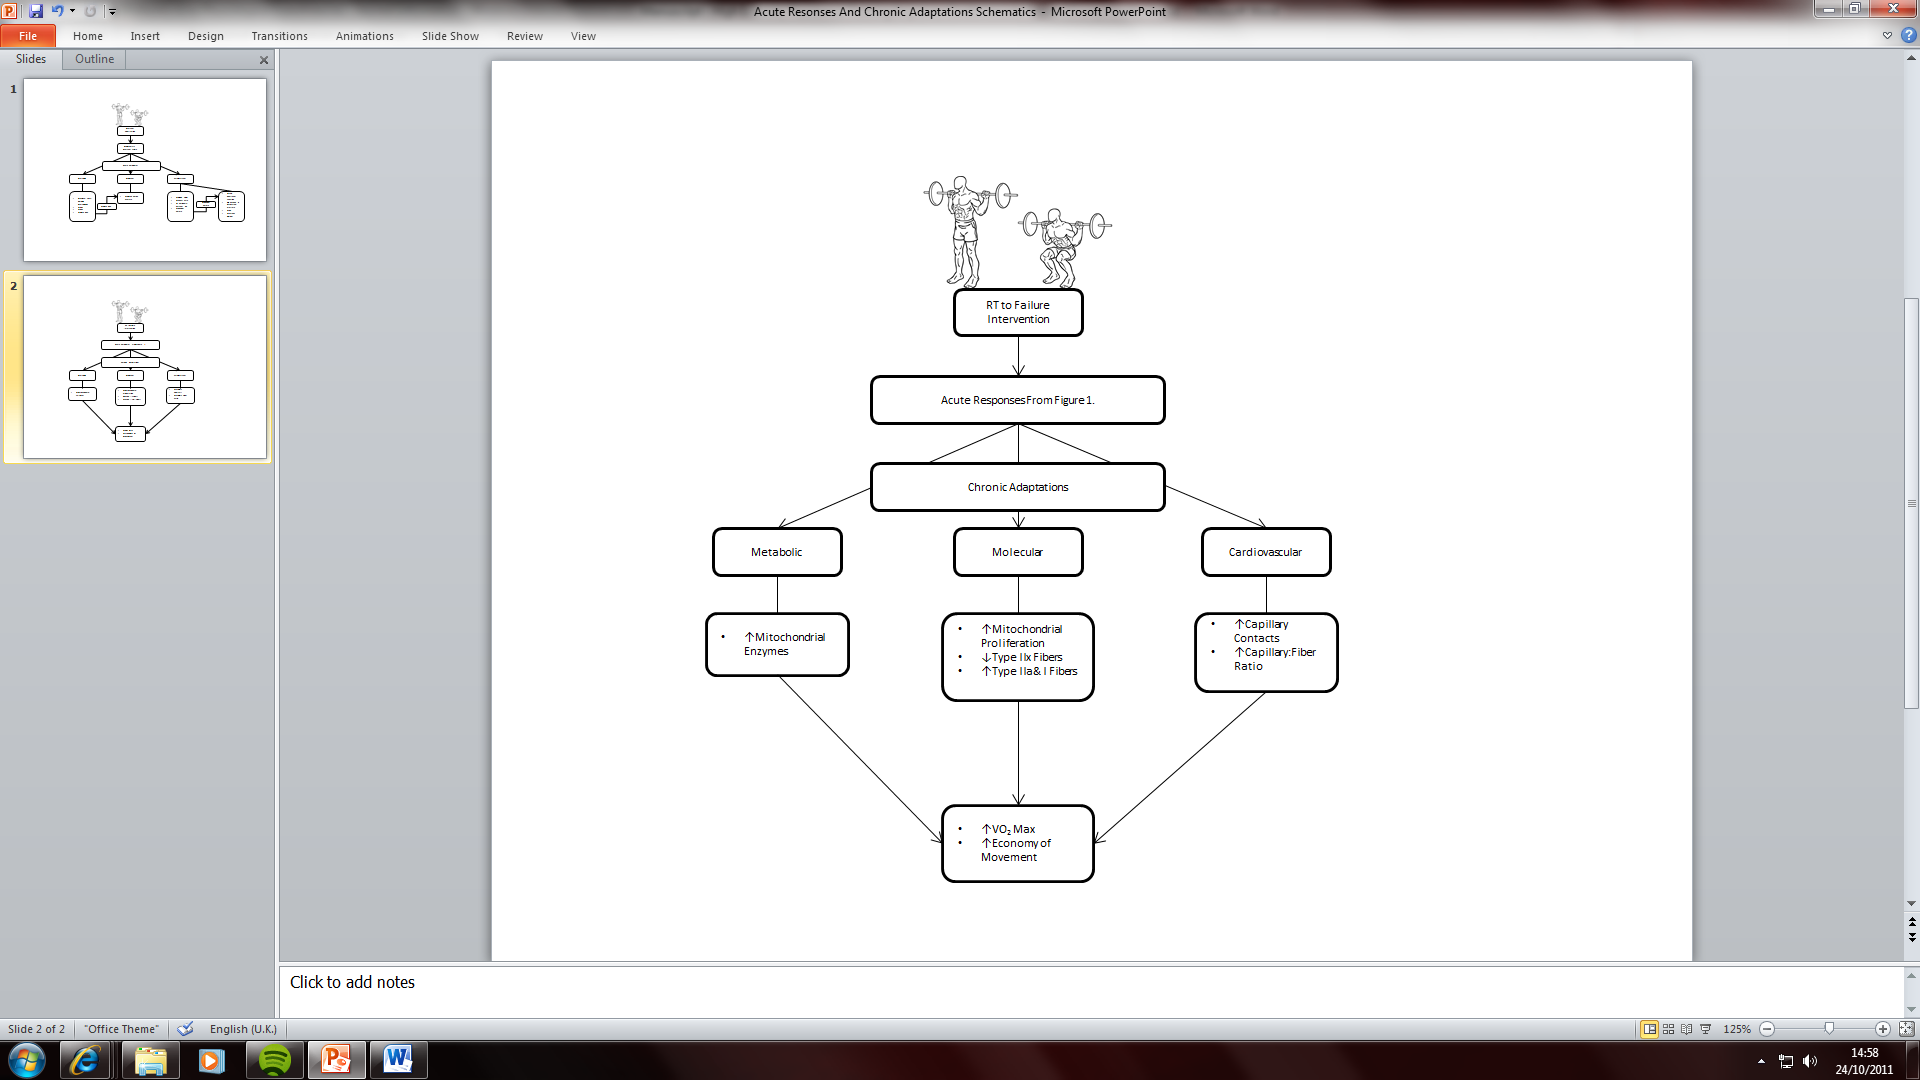 Acute Resonses And Chronic Adaptations Schematics - Microsoft PowerPoint
File Home Insert Design Transitions Animations Slide Show Review View
Slides Outline
1
2
RT to Failure
Intervention
Acute Responses From Figure 1.
Chronic Adaptations
Metabolic
Molecular
Cardiovascular
• ↑Mitochondrial
Enzymes
• ↑Mitochondrial
Proliferation
• ↓Type IIx Fibers
• ↑Type IIa & I Fibers
• ↑Capillary
Contacts
• ↑Capillary:Fiber
Ratio
• ↑VO₂ Max
• ↑Economy of
Movement
Click to add notes
Slide 2 of 2 "Office Theme" English (U.K.) 125%
14:58
24/10/2011